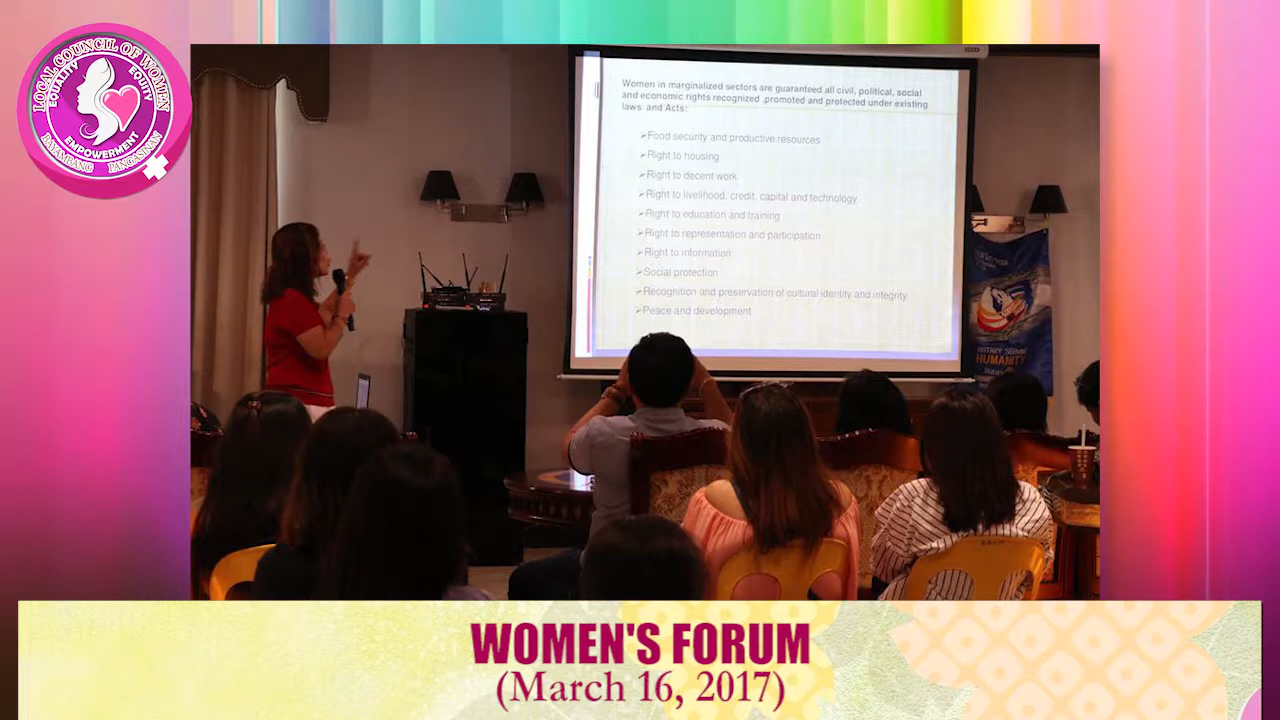 LOCAL COUNCIL OF WOMEN
EQUALITY
EQUITY
EMPOWERMENT
BAYAMBANG PANGASINAN
Women in marginalized sectors are guaranteed all civil, political, social
and economic rights recognized ,promoted and protected under existing
laws and Acts:
➢Food security and productive resources
➢Right to housing
➢Right to decent work
➢Right to livelihood, credit, capital and technology
➢Right to education and training
➢Right to representation and participation
➢Right to information
➢Social protection
➢Recognition and preservation of cultural identity and integrity
➢Peace and development
ROTARY SERVING
HUMANITY
Rotary
WOMEN'S FORUM
(March 16, 2017)